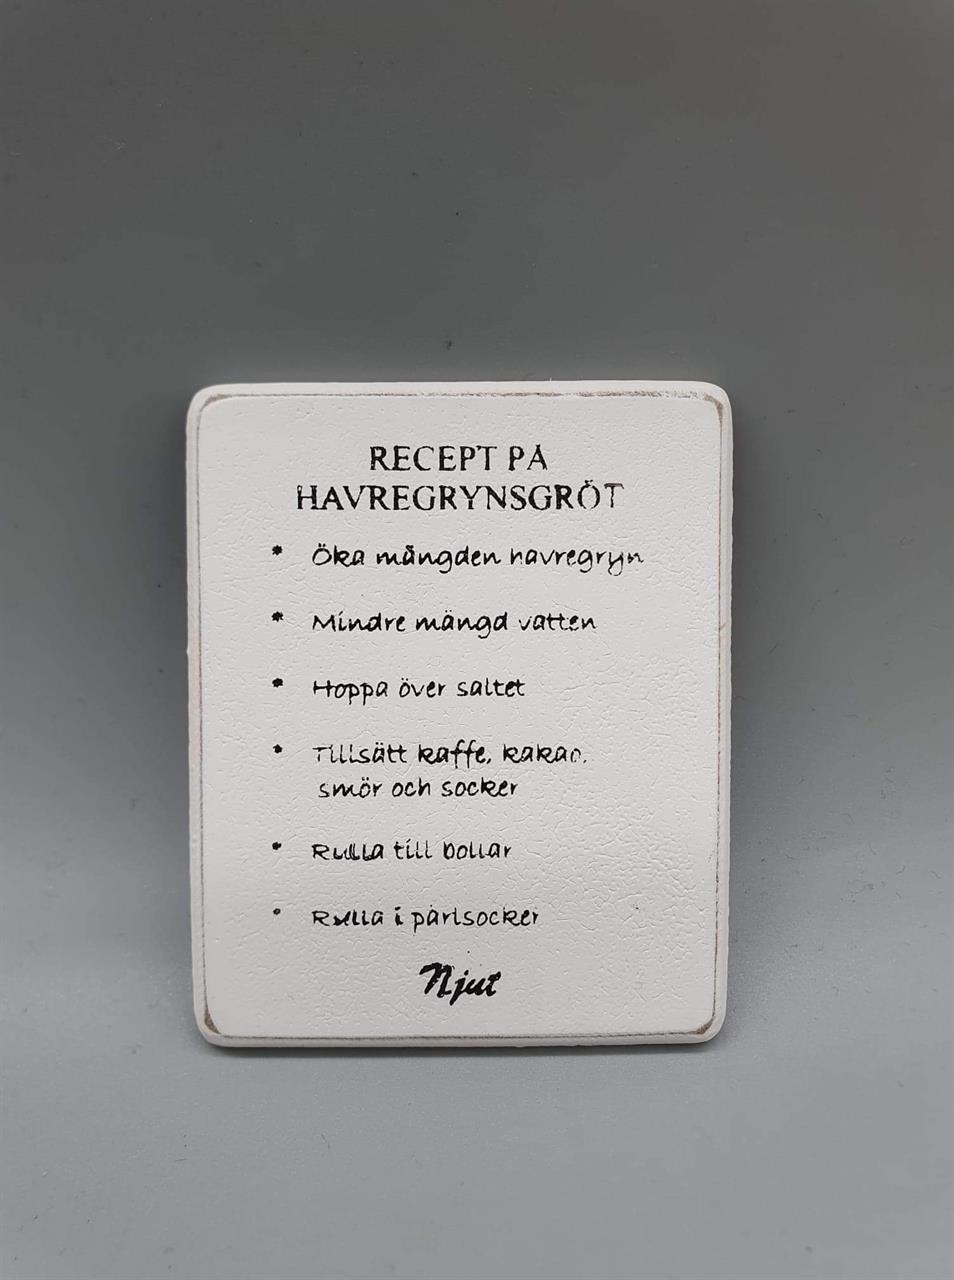 RECEPT PÅ
HAVREGRYNSGRÖT
* Öka mängden havregryn
* Mindre mängd vatten
* Hoppa över saltet
* Tillsätt kaffe, kakao,
smör och socker
* Rulla till bollar
* Rulla i pärlsocker
Njut